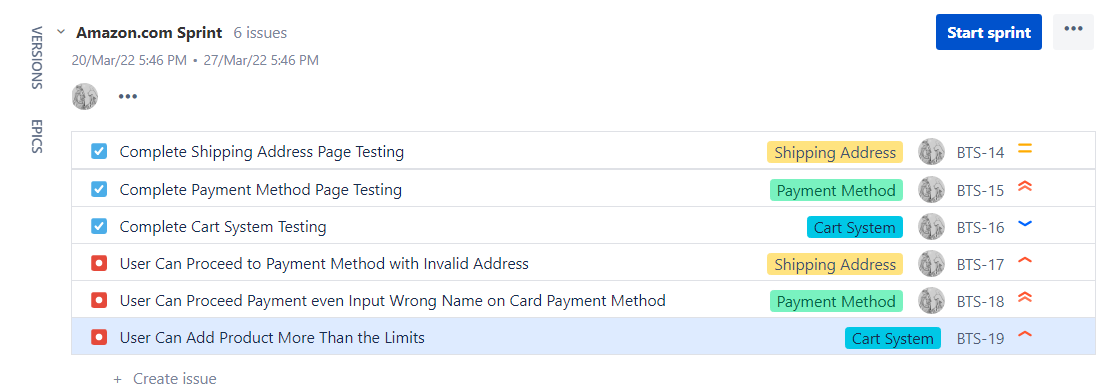 VERSIONS
EPICS
Amazon.com Sprint 6 issues
Start sprint
20/Mar/22 5:46 PM • 27/Mar/22 5:46 PM
Complete Shipping Address Page Testing Shipping Address BTS-14
Complete Payment Method Page Testing Payment Method BTS-15
Complete Cart System Testing Cart System BTS-16
User Can Proceed to Payment Method with Invalid Address Shipping Address BTS-17
User Can Proceed Payment even Input Wrong Name on Card Payment Method Payment Method BTS-18
User Can Add Product More Than the Limits Cart System BTS-19
+ Create issue